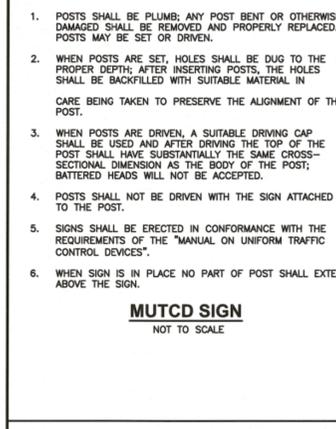 1. POSTS SHALL BE PLUMB; ANY POST BENT OR OTHERWIS
DAMAGED SHALL BE REMOVED AND PROPERLY REPLACED.
POSTS MAY BE SET OR DRIVEN.
2. WHEN POSTS ARE SET, HOLES SHALL BE DUG TO THE
PROPER DEPTH; AFTER INSERTING POSTS, THE HOLES
SHALL BE BACKFILLED WITH SUITABLE MATERIAL IN
CARE BEING TAKEN TO PRESERVE THE ALIGNMENT OF TH
POST.
3. WHEN POSTS ARE DRIVEN, A SUITABLE DRIVING CAP
SHALL BE USED AND AFTER DRIVING THE TOP OF THE
POST SHALL HAVE SUBSTANTIALLY THE SAME CROSS-
SECTIONAL DIMENSION AS THE BODY OF THE POST;
BATTERED HEADS WILL NOT BE ACCEPTED.
4. POSTS SHALL NOT BE DRIVEN WITH THE SIGN ATTACHED
TO THE POST.
5. SIGNS SHALL BE ERECTED IN CONFORMANCE WITH THE
REQUIREMENTS OF THE "MANUAL ON UNIFORM TRAFFIC
CONTROL DEVICES".
6. WHEN SIGN IS IN PLACE NO PART OF POST SHALL EXTE
ABOVE THE SIGN.
MUTCD SIGN
NOT TO SCALE